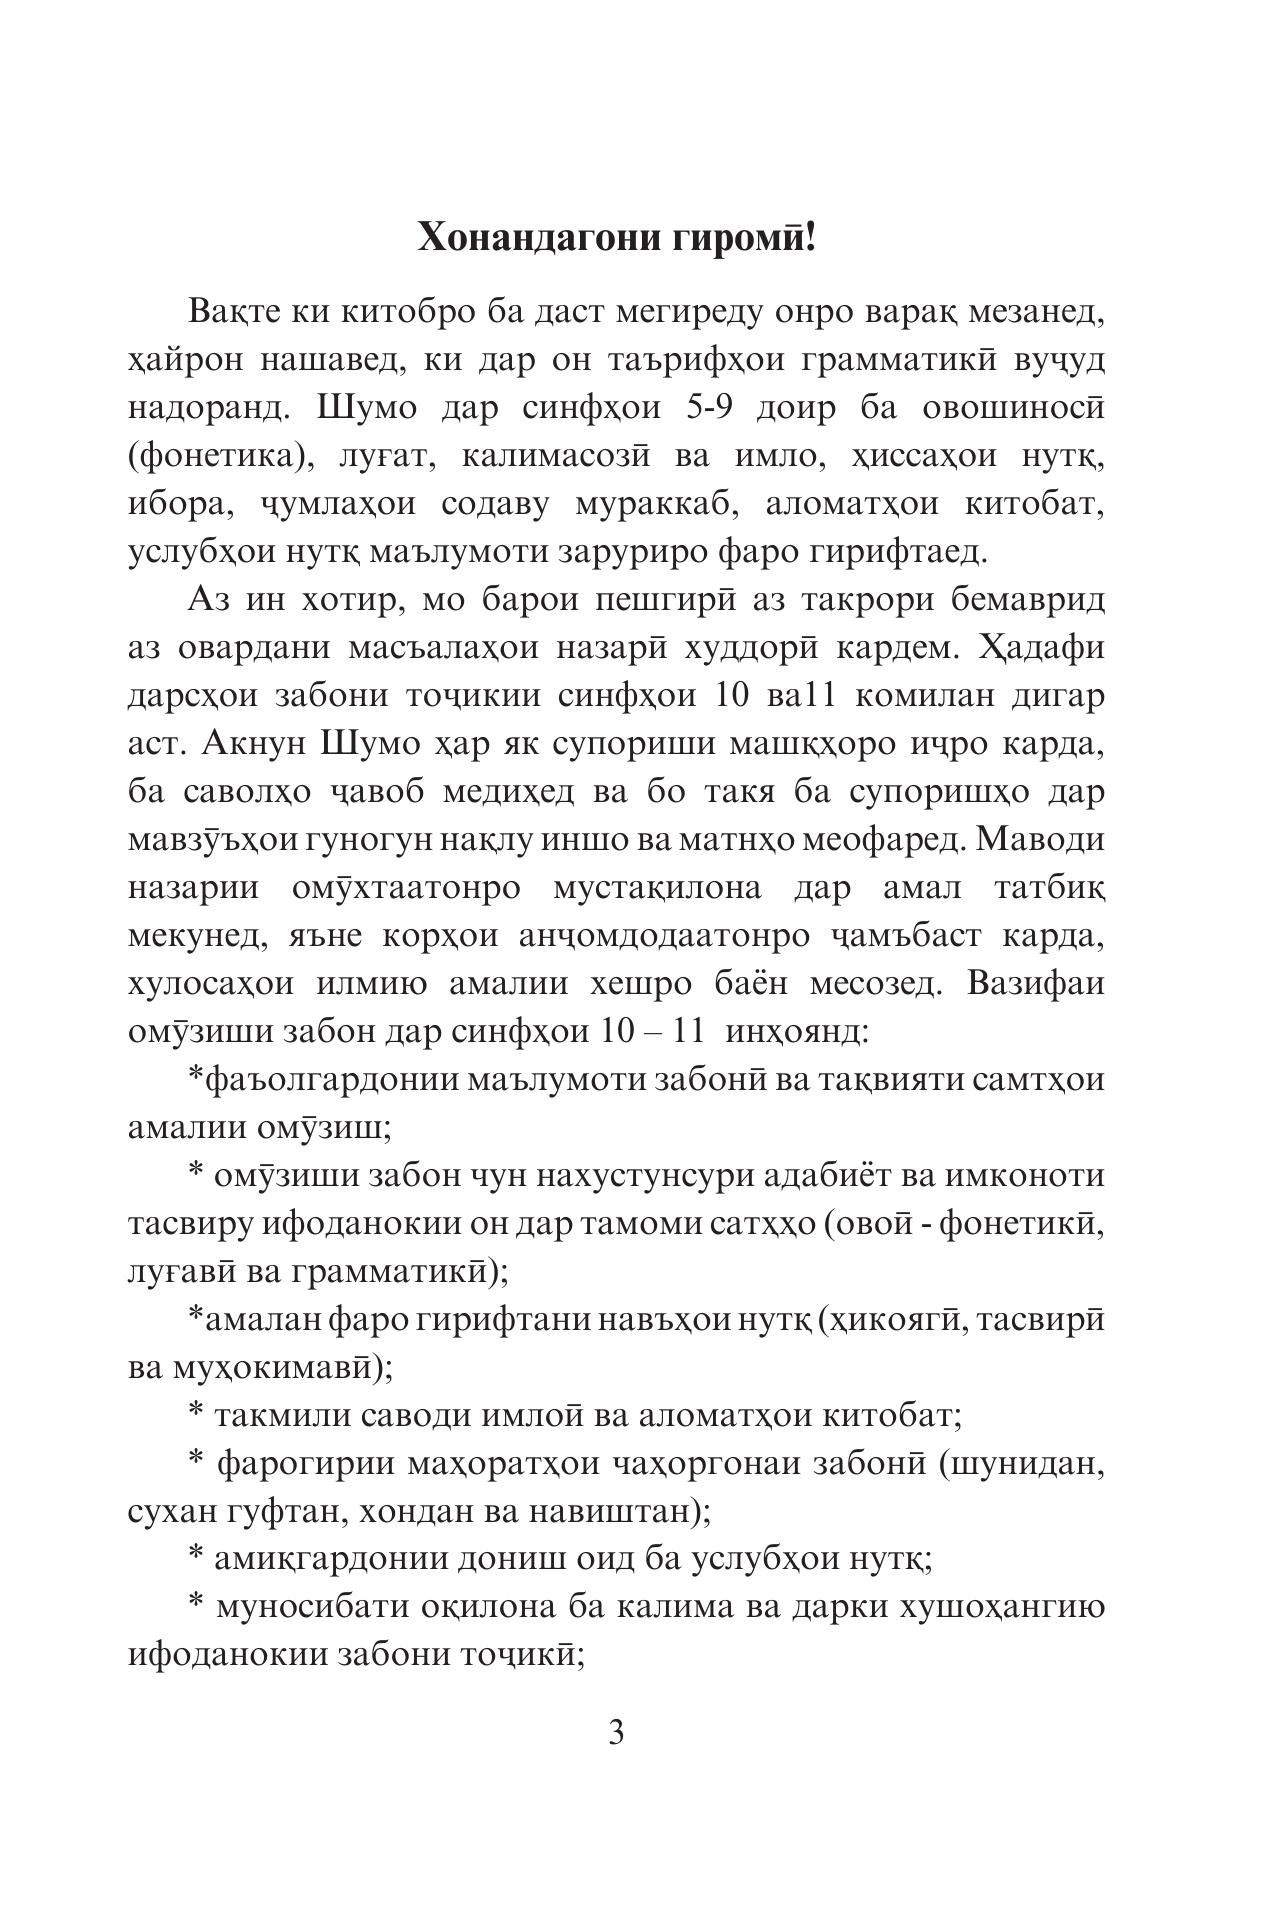 Хонандагони гиромӣ!
Вақте ки китобро ба даст мегиреду онро варақ мезанед,
ҳайрон нашавед, ки дар он таърифҳои грамматикӣ вуҷуд
надоранд. Шумо дар синфҳои 5-9 доир ба овошиносӣ
(фонетика), луғат, калимасозӣ ва имло, ҳиссаҳои нутқ,
ибора, ҷумлаҳои содаву мураккаб, аломатҳои китобат,
услубҳои нутқ маълумоти заруриро фаро гирифтаед.
Аз ин хотир, мо барои пешгирӣ аз такрори бемаврид
аз овардани масъалаҳои назарӣ худдорӣ кардем. Ҳадафи
дарсҳои забони тоҷикии синфҳои 10 ва11 комилан дигар
аст. Акнун Шумо ҳар як супориши машқҳоро иҷро карда,
ба саволҳо ҷавоб медиҳед ва бо такя ба супоришҳо дар
мавзӯъҳои гуногун нақлу иншо ва матнҳо меофаред. Маводи
назарии омӯхтаатонро мустақилона дар амал татбиқ
мекунед, яъне корҳои анҷомдодаатонро ҷамъбаст карда,
хулосаҳои илмию амалии хешро баён месозед. Вазифаи
омӯзиши забон дар синфҳои 10 – 11 инҳоянд:
*фаъолгардонии маълумоти забонӣ ва тақвияти самтҳои
амалии омӯзиш;
* омӯзиши забон чун нахустунсури адабиёт ва имконоти
тасвиру ифоданокии он дар тамоми сатҳҳо (овоӣ - фонетикӣ,
луғавӣ ва грамматикӣ);
*амалан фаро гирифтани навъҳои нутқ (ҳикоягӣ, тасвирӣ
ва муҳокимавӣ);
* такмили саводи имлоӣ ва аломатҳои китобат;
* фарогирии маҳоратҳои чаҳоргонаи забонӣ (шунидан,
сухан гуфтан, хондан ва навиштан);
* амиқгардонии дониш оид ба услубҳои нутқ;
* муносибати оқилона ба калима ва дарки хушоҳангию
ифоданокии забони тоҷикӣ;
3